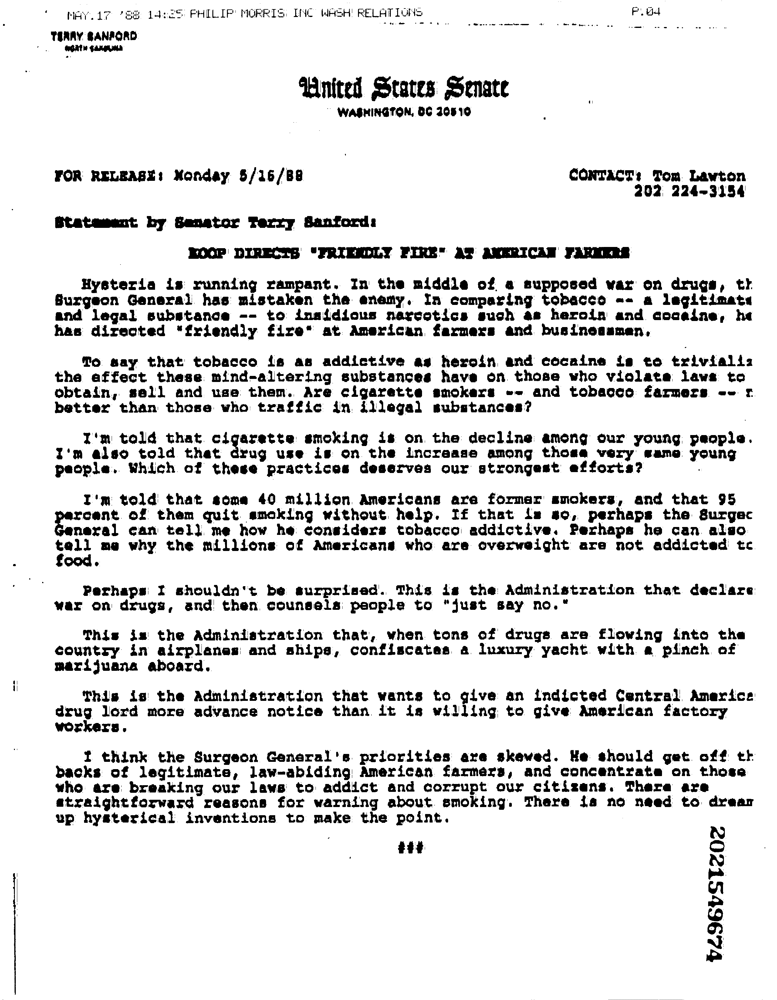 MAY.17 '88 14:25 PHILIP MORRIS INC WASH RELATIONS P.04
TERRY SANFORD
NORTH CAROLINA
United States Senate
WASHINGTON, DC 20510
FOR RELEASE: Monday 5/16/88 CONTACT: Tom Lawton
202 224-3154
Statement by Senator Terry Sanford:
KOOP DIRECTS "FRIENDLY FIRE" AT AMERICAN FARMERS
Hysteria is running rampant. In the middle of a supposed war on drugs, th
Surgeon General has mistaken the enemy. In comparing tobacco -- a legitimate
and legal substance -- to insidious narcotics such as heroin and cocaine, he
has directed "friendly fire" at American farmers and businessmen.
To say that tobacco is as addictive as heroin and cocaine is to trivializ
the effect these mind-altering substances have on those who violate laws to
obtain, sell and use them. Are cigarette smokers -- and tobacco farmers -- n
better than those who traffic in illegal substances?
I'm told that cigarette smoking is on the decline among our young people.
I'm also told that drug use is on the increase among those very same young
people. Which of these practices deserves our strongest efforts?
I'm told that some 40 million Americans are former smokers, and that 95
percent of them quit smoking without help. If that is so, perhaps the Surgeo
General can tell me how he considers tobacco addictive. Perhaps he can also
tell me why the millions of Americans who are overweight are not addicted to
food.
Perhaps I shouldn't be surprised. This is the Administration that declare
war on drugs, and then counsels people to "just say no."
This is the Administration that, when tons of drugs are flowing into the
country in airplanes and ships, confiscates a luxury yacht with a pinch of
marijuana aboard.
This is the Administration that wants to give an indicted Central America
drug lord more advance notice than it is willing to give American factory
workers.
I think the Surgeon General's priorities are skewed. He should get off th
backs of legitimate, law-abiding American farmers, and concentrate on those
who are breaking our laws to addict and corrupt our citizens. There are
straightforward reasons for warning about smoking. There is no need to dream
up hysterical inventions to make the point.
###
2021549674